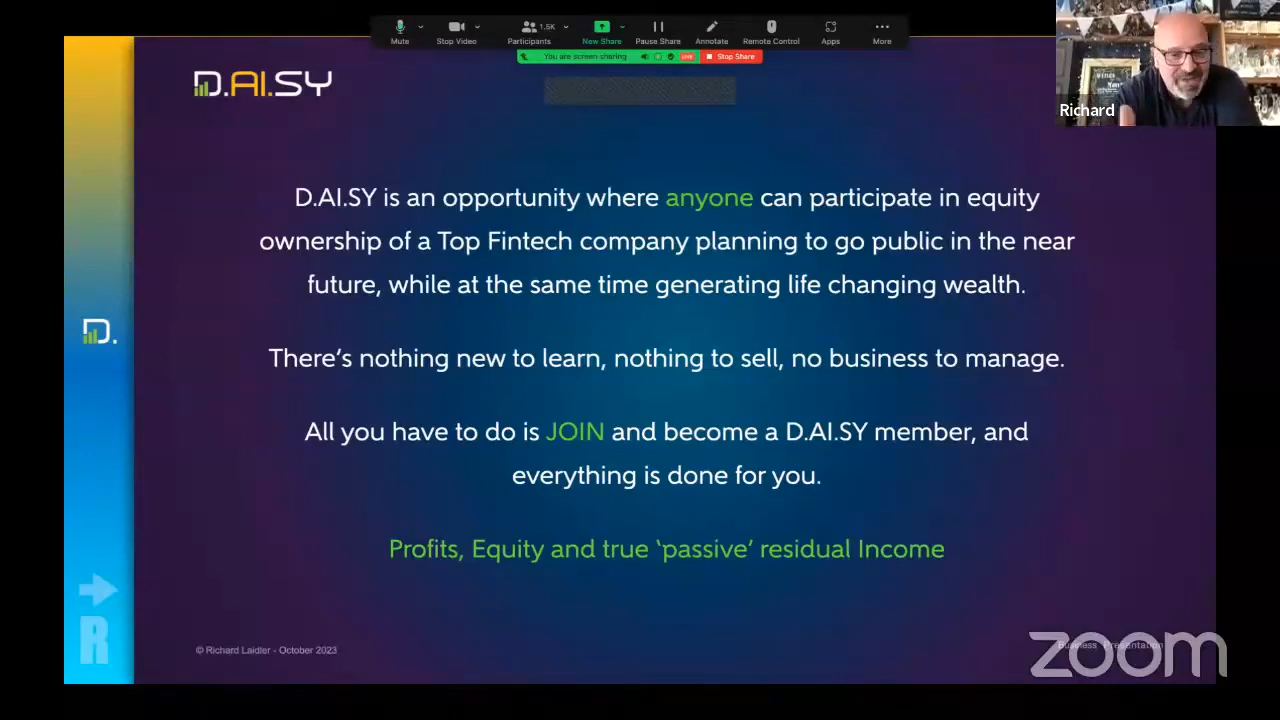 1.5K
Mute
Stop Video
Participants
New Share
Pause Share
Annotate
Remote Control
Apps
More
You are screen sharing
LIVE
Stop Share
Richard
D.AI.SY
D.AI.SY is an opportunity where anyone can participate in equity
ownership of a Top Fintech company planning to go public in the near
future, while at the same time generating life changing wealth.
There's nothing new to learn, nothing to sell, no business to manage.
D.
All you have to do is JOIN and become a D.AI.SY member, and
everything is done for you.
Profits, Equity and true ‘passive’ residual Income
R
© Richard Laidler - October 2023
Business Presentation
zoom